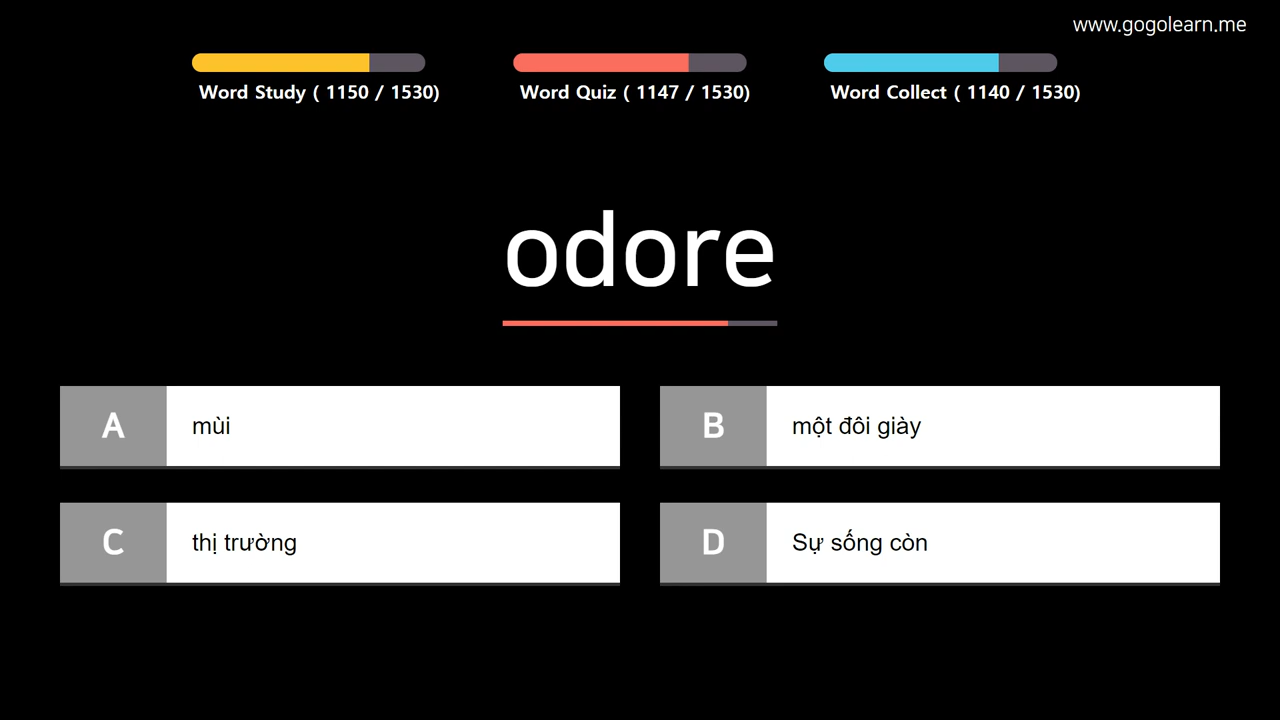 www.gogolearn.me
Word Study ( 1150 / 1530)
Word Quiz ( 1147 / 1530)
Word Collect ( 1140 / 1530)
odore
A mùi
B một đôi giày
C thị trường
D Sự sống còn